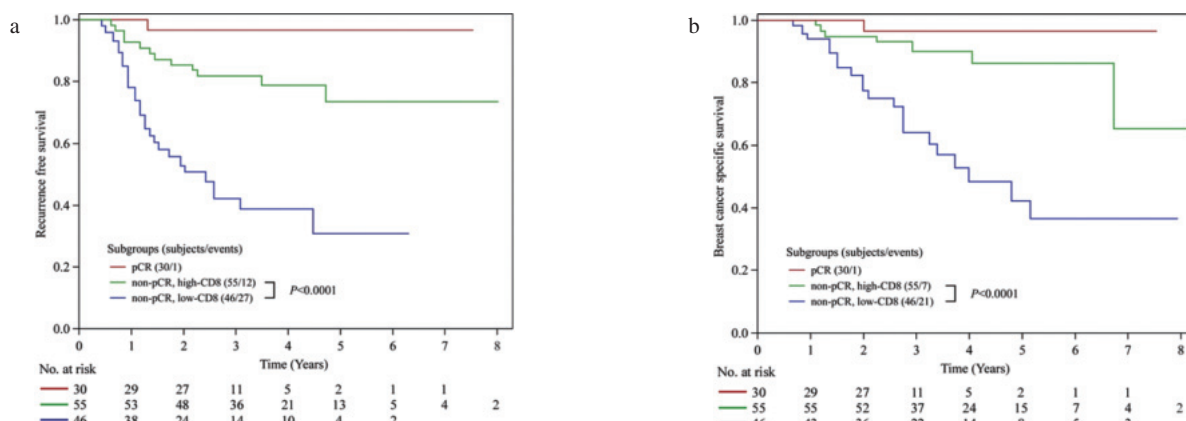 a
Recurrence free survival
1.0
0.8
0.6
0.4
0.2
0.0
Subgroups (subjects/events)
pCR (30/1)
non-pCR, high-CD8 (55/12)
non-pCR, low-CD8 (46/27)
P<0.0001
0 1 2 3 4 5 6 7 8
Time (Years)
No. at risk
30 29 27 11 5 2 1 1
55 53 48 36 21 13 5 4 2
46 38 24 14 10 4 2
b
Breast cancer specific survival
1.0
0.8
0.6
0.4
0.2
0.0
Subgroups (subjects/events)
pCR (30/1)
non-pCR, high-CD8 (55/7)
non-pCR, low-CD8 (46/21)
P<0.0001
0 1 2 3 4 5 6 7 8
Time (Years)
No. at risk
30 29 27 11 5 2 1 1
55 55 52 37 24 15 7 4 2